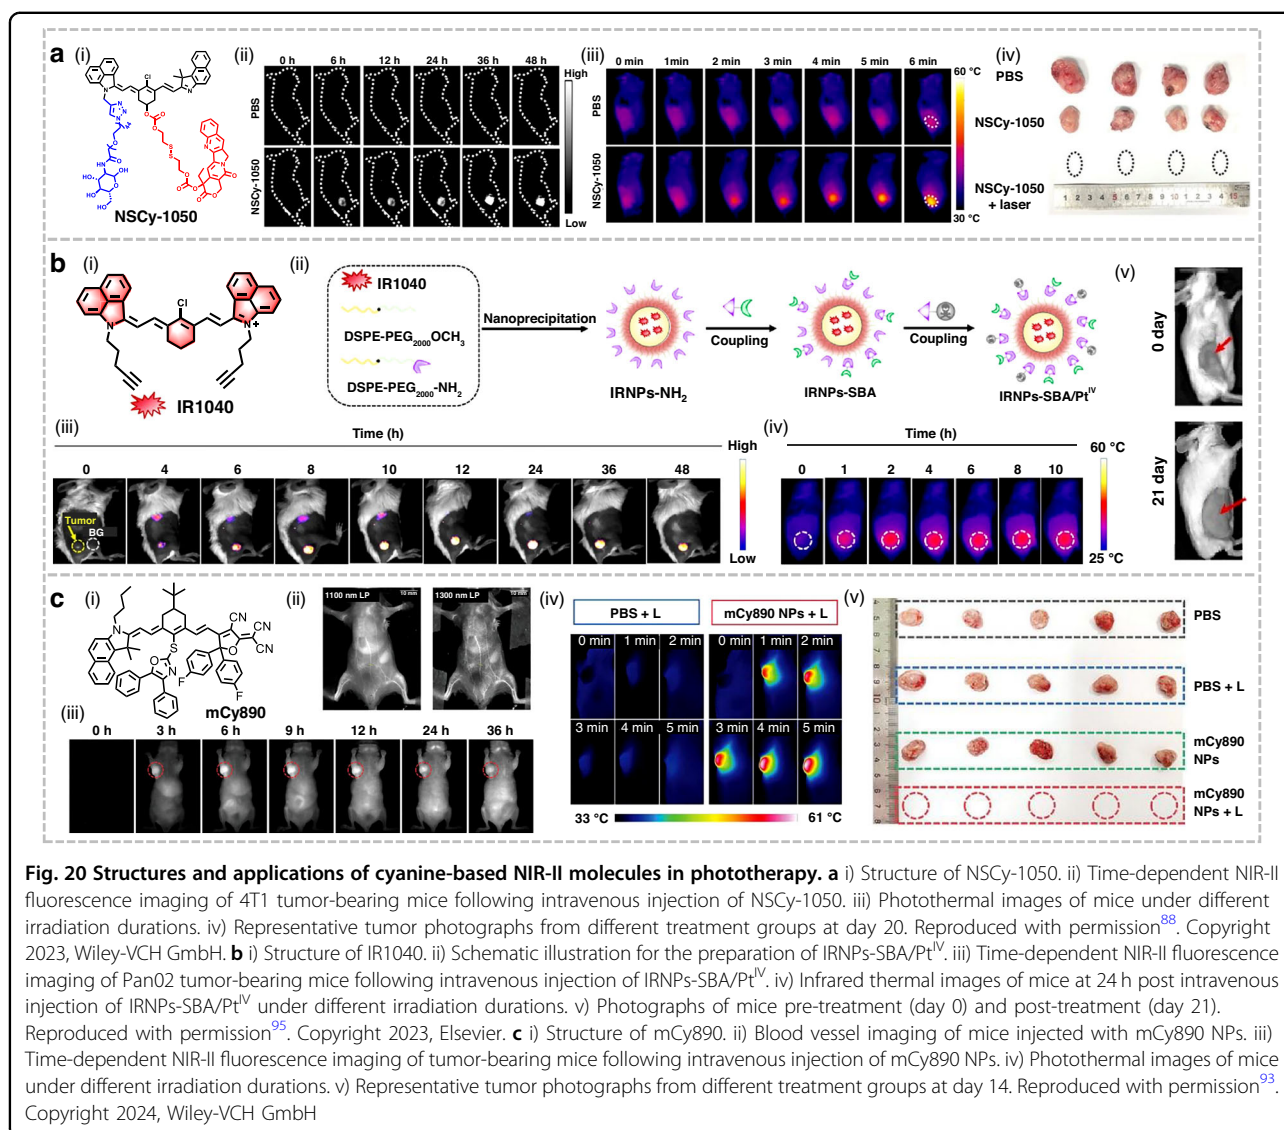 a (i) (ii) (iii) (iv)
0 h 6 h 12 h 24 h 36 h 48 h
High
Low
PBS
NSCy-1050
0 min 1min 2 min 3 min 4 min 5 min 6 min
60 °C
30 °C
PBS
NSCy-1050
PBS
NSCy-1050
NSCy-1050
+ laser
Cl
NSCy-1050
b (i) (ii) (v)
Cl
N
N+
IR1040
IR1040
DSPE-PEG2000OCH3
DSPE-PEG2000-NH2
Nanoprecipitation
IRNPs-NH2
Coupling
IRNPs-SBA
Coupling
IRNPs-SBA/PtIV
0 day
21 day
(iii)
Time (h)
0 4 6 8 10 12 24 36 48
Tumor
BG
High
Low
(iv)
Time (h)
0 1 2 4 6 8 10
60 °C
25 °C
c (i) (ii) (iv) (v)
CN
CN
CN
O
N
S
N
O
F
F
mCy890
1100 nm LP 10 mm
1300 nm LP 10 mm
(iii)
0 h 3 h 6 h 9 h 12 h 24 h 36 h
PBS + L
mCy890 NPs + L
0 min 1 min 2 min 0 min 1 min 2 min
3 min 4 min 5 min 3 min 4 min 5 min
33 °C 61 °C
PBS
PBS + L
mCy890
NPs
mCy890
NPs + L
Fig. 20 Structures and applications of cyanine-based NIR-II molecules in phototherapy. a i) Structure of NSCy-1050. ii) Time-dependent NIR-II
fluorescence imaging of 4T1 tumor-bearing mice following intravenous injection of NSCy-1050. iii) Photothermal images of mice under different
irradiation durations. iv) Representative tumor photographs from different treatment groups at day 20. Reproduced with permission88. Copyright
2023, Wiley-VCH GmbH. b i) Structure of IR1040. ii) Schematic illustration for the preparation of IRNPs-SBA/PtIV. iii) Time-dependent NIR-II fluorescence
imaging of Pan02 tumor-bearing mice following intravenous injection of IRNPs-SBA/PtIV. iv) Infrared thermal images of mice at 24 h post intravenous
injection of IRNPs-SBA/PtIV under different irradiation durations. v) Photographs of mice pre-treatment (day 0) and post-treatment (day 21).
Reproduced with permission95. Copyright 2023, Elsevier. c i) Structure of mCy890. ii) Blood vessel imaging of mice injected with mCy890 NPs. iii)
Time-dependent NIR-II fluorescence imaging of tumor-bearing mice following intravenous injection of mCy890 NPs. iv) Photothermal images of mice
under different irradiation durations. v) Representative tumor photographs from different treatment groups at day 14. Reproduced with permission93.
Copyright 2024, Wiley-VCH GmbH